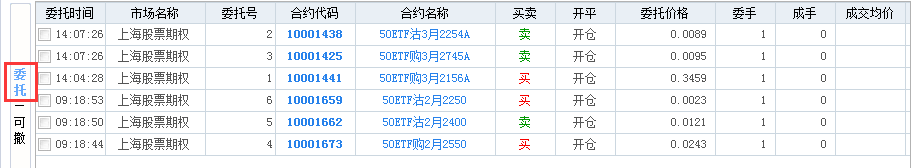 委托时间 市场名称 委托号 合约代码 合约名称 买卖 开平 委托价格 委手 成手 成交均价
14:07:26 上海股票期权 2 10001438 50ETF沽3月2254A 卖 开仓 0.0089 1 0
14:07:26 上海股票期权 3 10001425 50ETF购3月2745A 卖 开仓 0.0095 1 0
14:04:28 上海股票期权 1 10001441 50ETF购3月2156A 买 开仓 0.3459 1 0
09:18:53 上海股票期权 6 10001659 50ETF沽2月2250 买 开仓 0.0023 1 0
09:18:50 上海股票期权 5 10001662 50ETF沽2月2400 卖 开仓 0.0121 1 0
09:18:44 上海股票期权 4 10001673 50ETF购2月2550 买 开仓 0.0243 1 0
委托
可撤